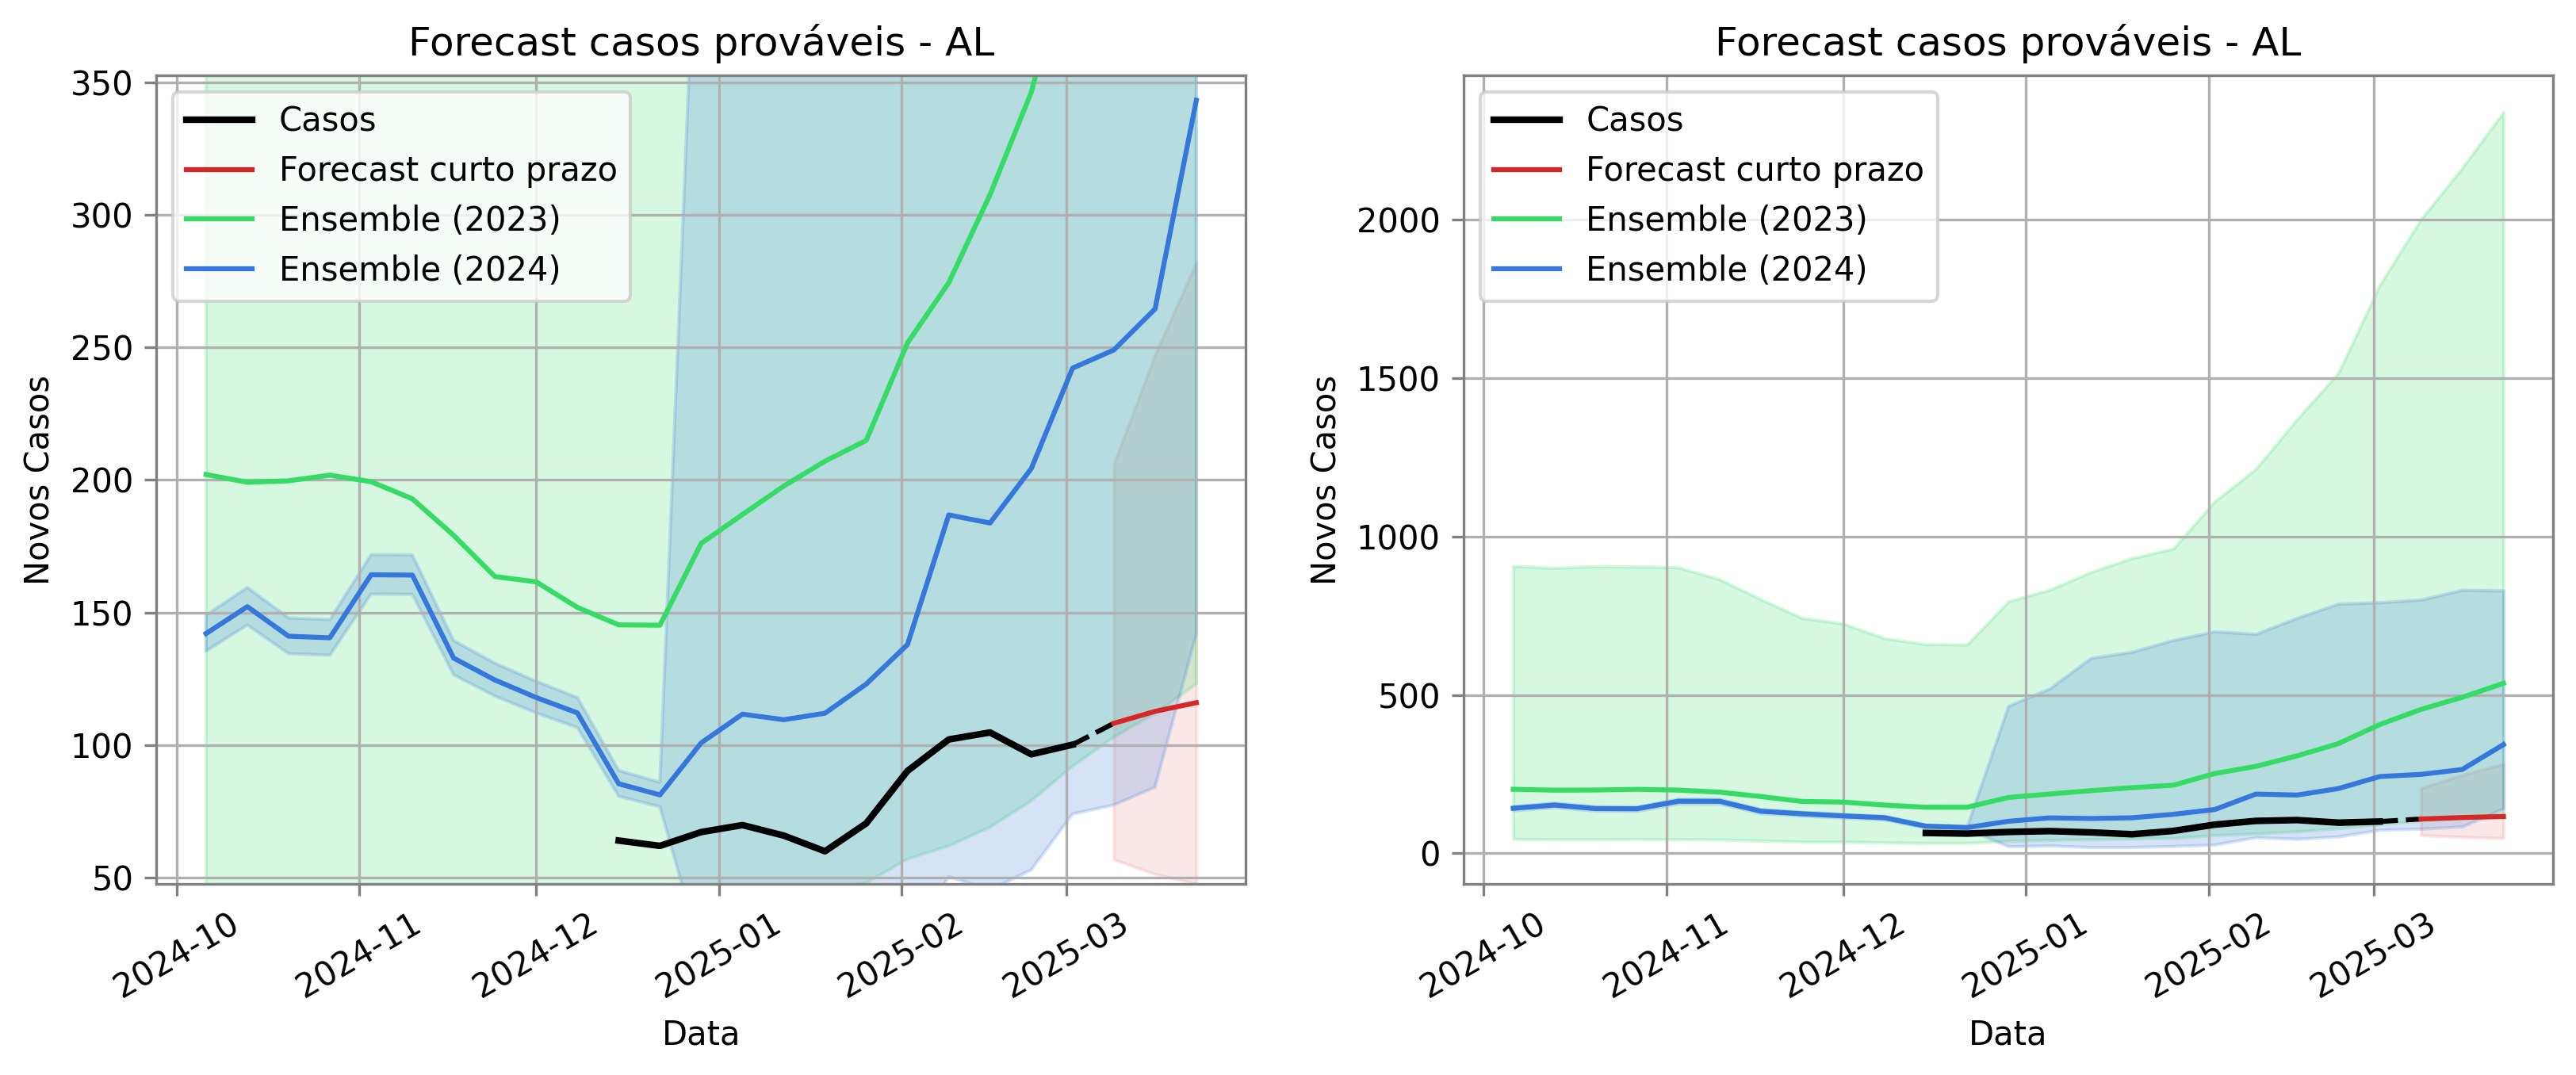 Forecast casos prováveis - AL
350
300
250
200
150
100
50
Novos Casos
Casos
Forecast curto prazo
Ensemble (2023)
Ensemble (2024)
2024-10
2024-11
2024-12
2025-01
2025-02
2025-03
Data
Forecast casos prováveis - AL
2000
1500
1000
500
0
Novos Casos
Casos
Forecast curto prazo
Ensemble (2023)
Ensemble (2024)
2024-10
2024-11
2024-12
2025-01
2025-02
2025-03
Data